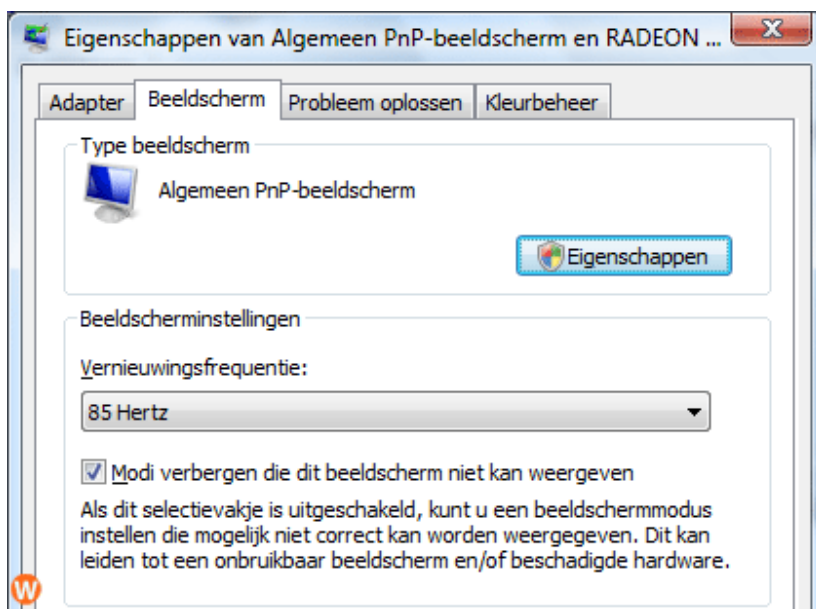 Eigenschappen van Algemeen PnP-beeldscherm en RADEON ...
Adapter Beeldscherm Probleem oplossen Kleurbeheer
Type beeldscherm
Algemeen PnP-beeldscherm
Eigenschappen
Beeldscherminstellingen
Vernieuwingsfrequentie:
85 Hertz
Modi verbergen die dit beeldscherm niet kan weergeven
Als dit selectievakje is uitgeschakeld, kunt u een beeldschermmodus
instellen die mogelijk niet correct kan worden weergegeven. Dit kan
leiden tot een onbruikbaar beeldscherm en/of beschadigde hardware.
W